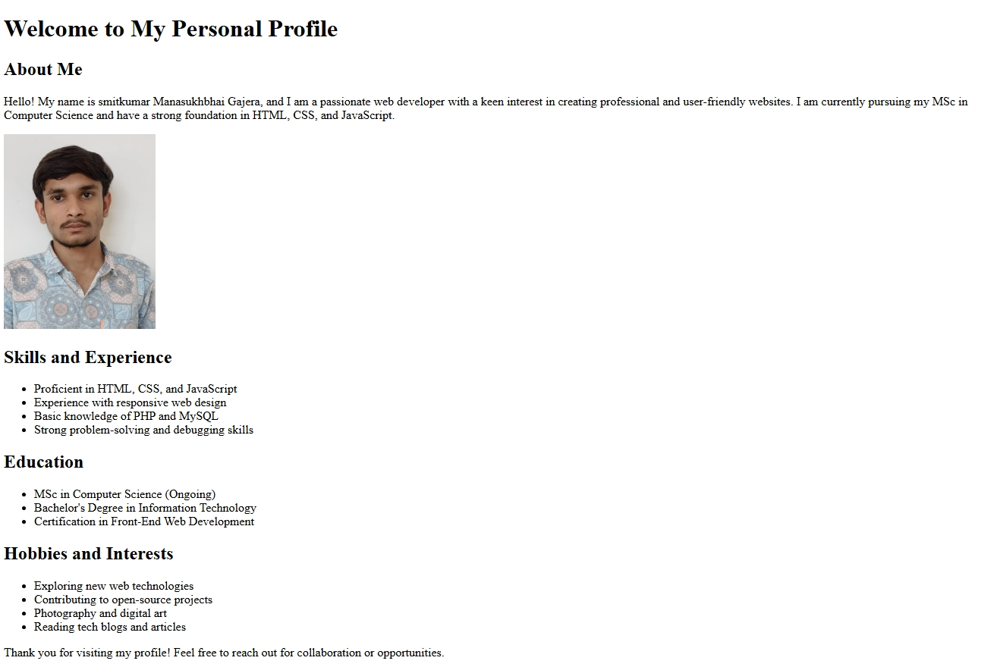 Welcome to My Personal Profile
About Me
Hello! My name is smitkumar Manasukhbhai Gajera, and I am a passionate web developer with a keen interest in creating professional and user-friendly websites. I am currently pursuing my MSc in
Computer Science and have a strong foundation in HTML, CSS, and JavaScript.
Skills and Experience
• Proficient in HTML, CSS, and JavaScript
• Experience with responsive web design
• Basic knowledge of PHP and MySQL
• Strong problem-solving and debugging skills
Education
• MSc in Computer Science (Ongoing)
• Bachelor's Degree in Information Technology
• Certification in Front-End Web Development
Hobbies and Interests
• Exploring new web technologies
• Contributing to open-source projects
• Photography and digital art
• Reading tech blogs and articles
Thank you for visiting my profile! Feel free to reach out for collaboration or opportunities.